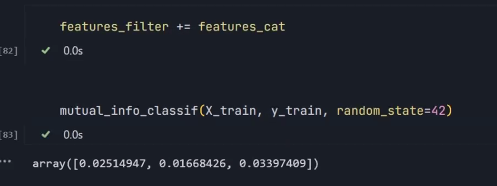 features_filter += features_cat
[82]
✓ 0.0s
mutual_info_classif(X_train, y_train, random_state=42)
[83]
✓ 0.0s
... array([0.02514947, 0.01668426, 0.03397409])